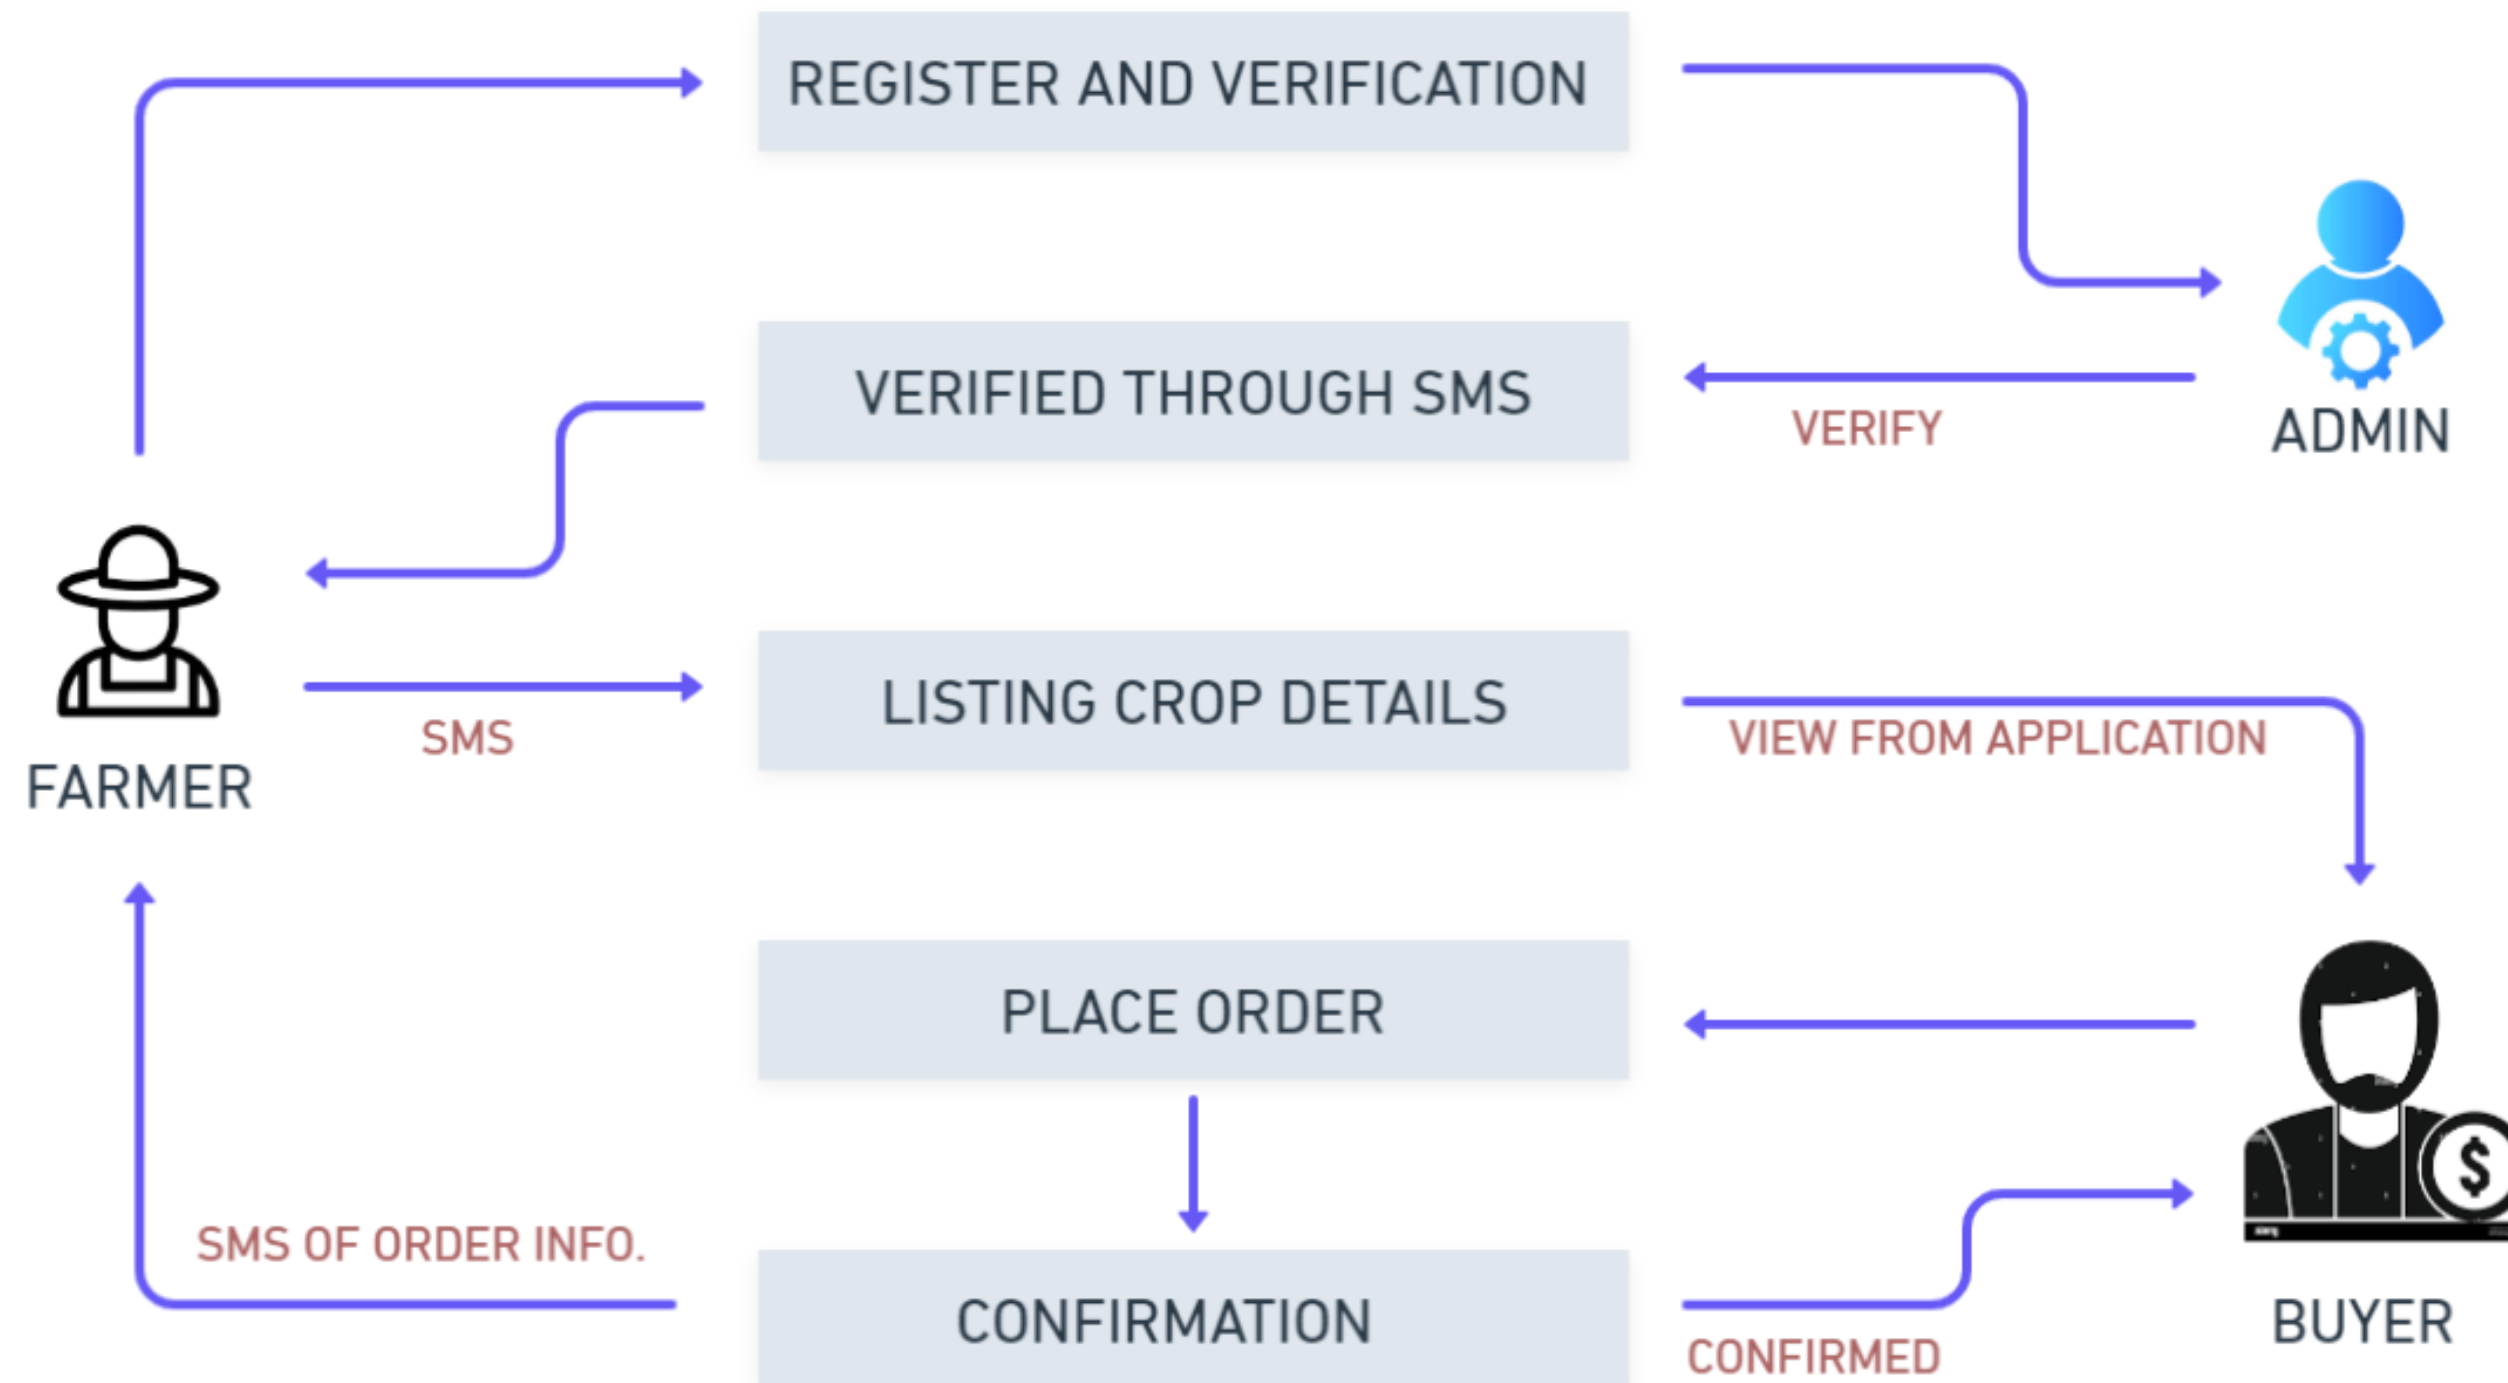 REGISTER AND VERIFICATION
VERIFIED THROUGH SMS
VERIFY
ADMIN
LISTING CROP DETAILS
SMS
VIEW FROM APPLICATION
FARMER
PLACE ORDER
SMS OF ORDER INFO.
$
CONFIRMATION
CONFIRMED
BUYER